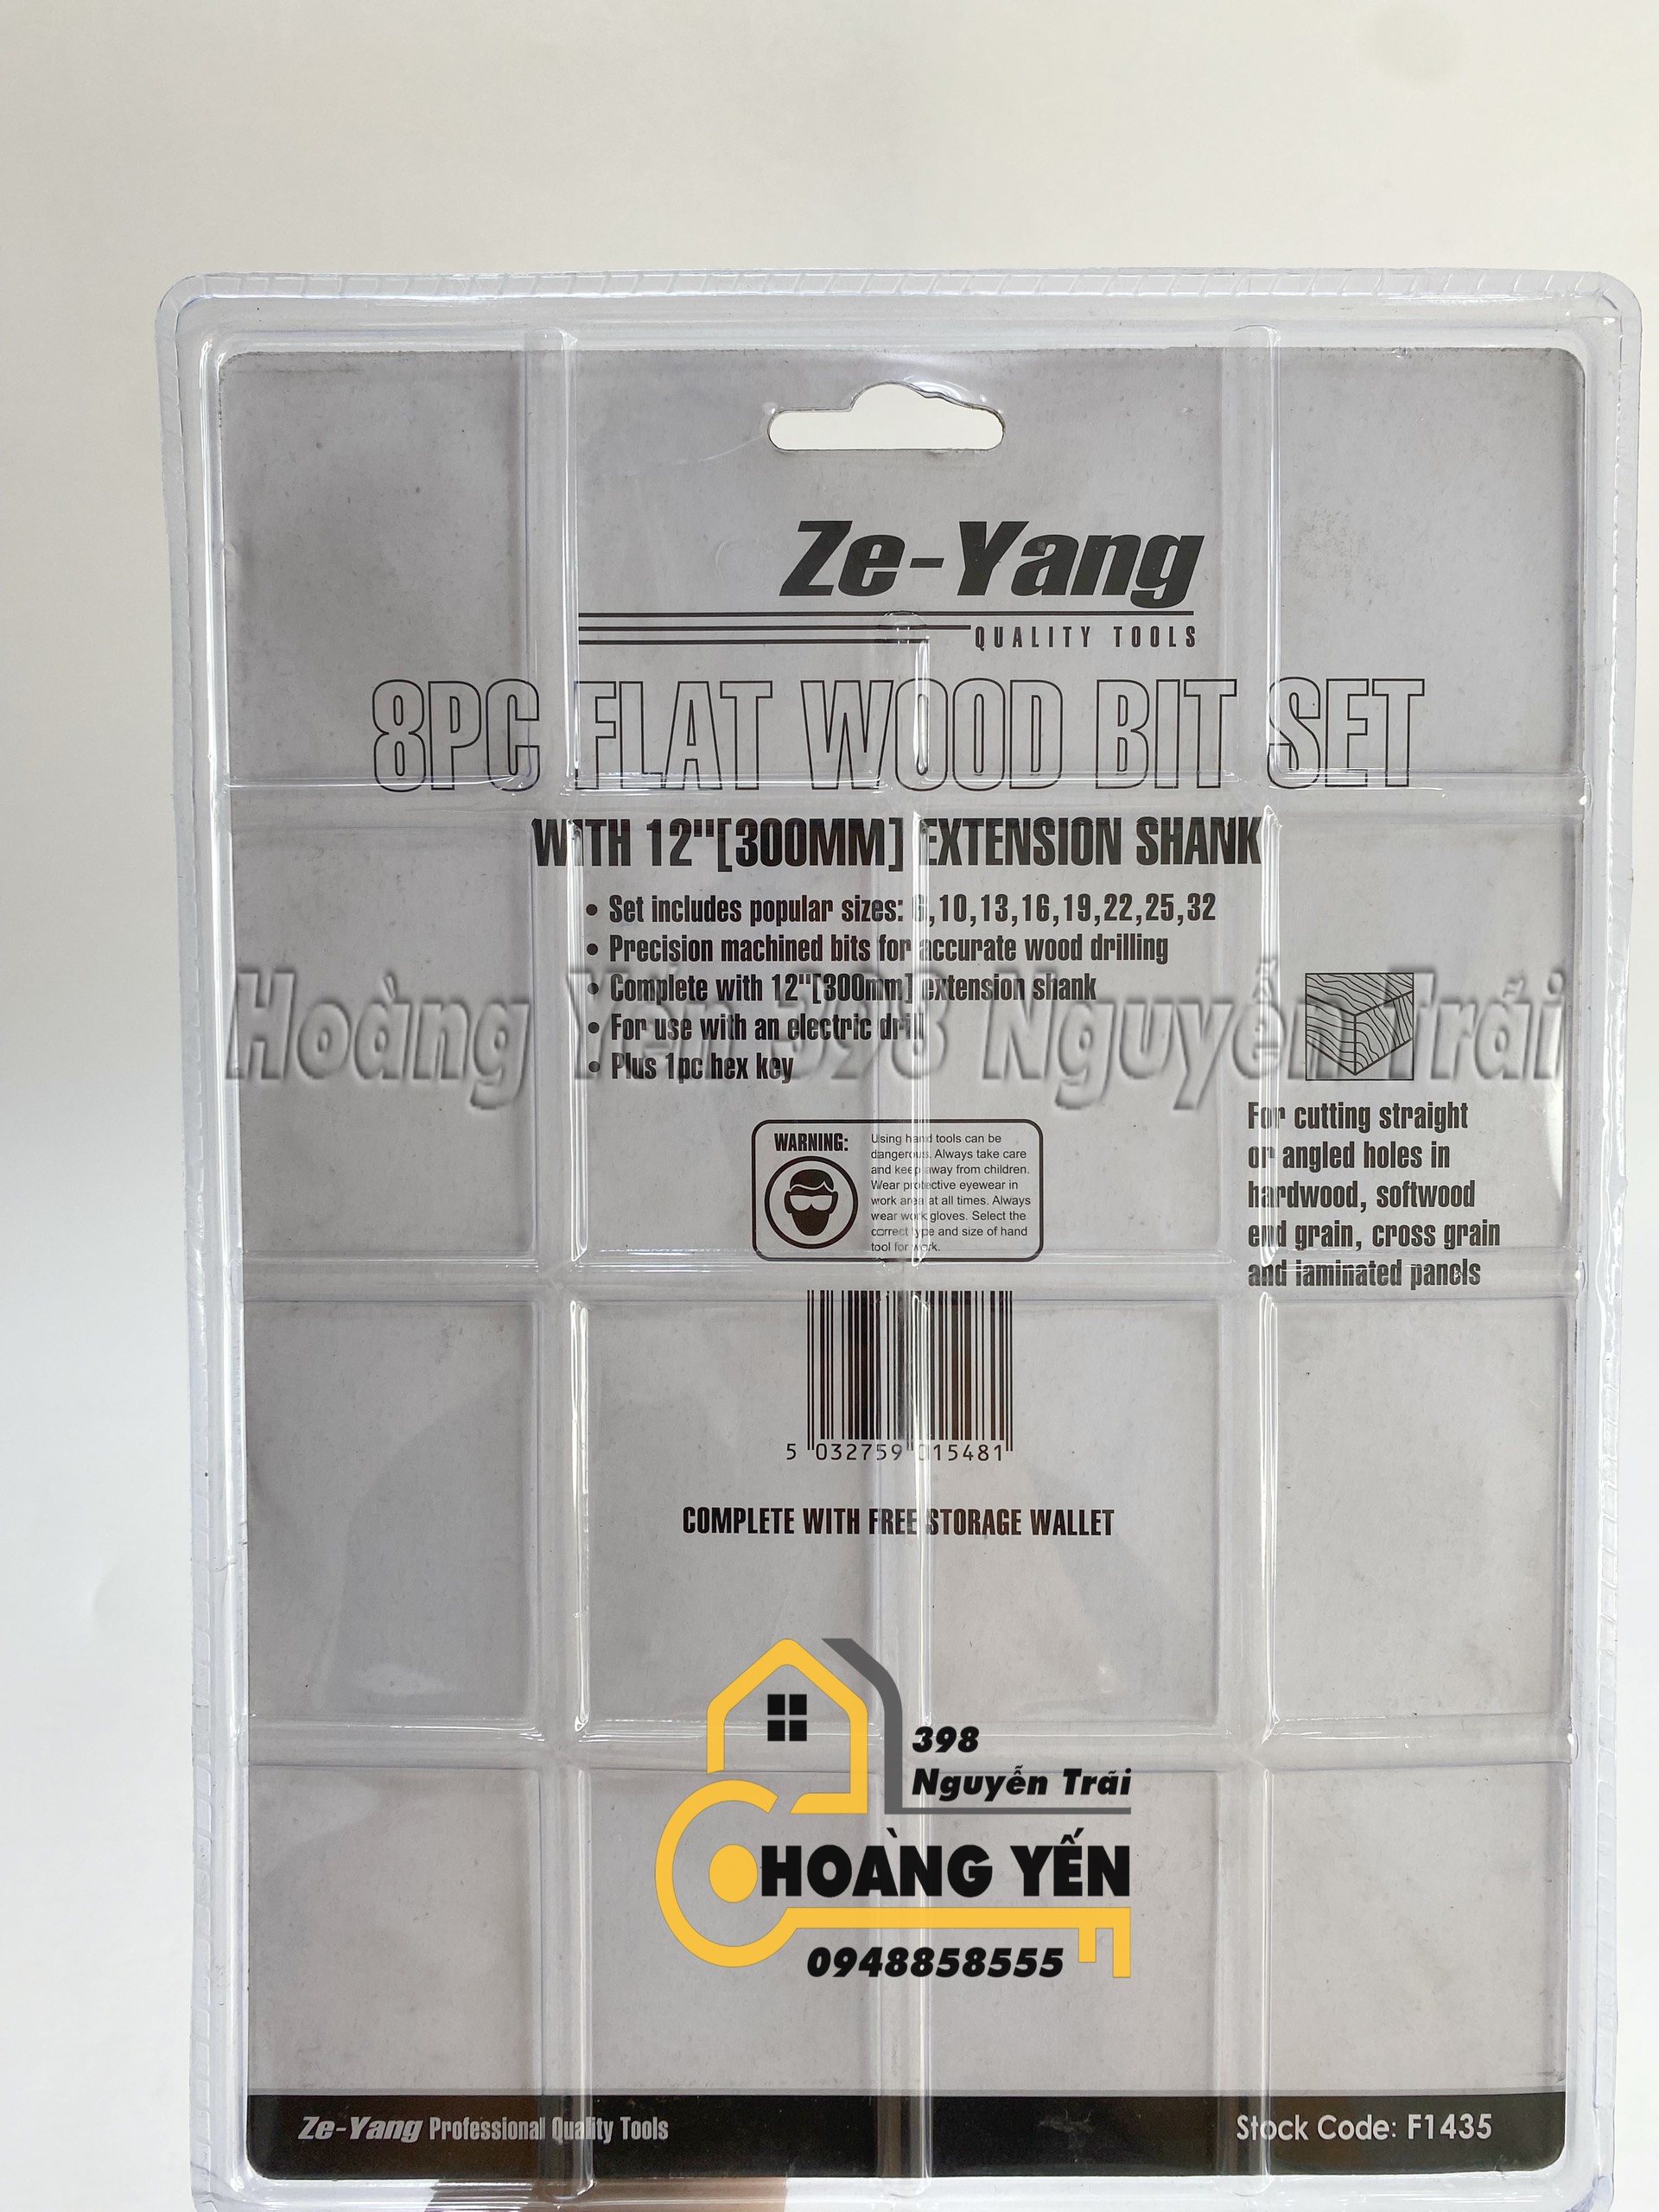 Ze-Yang
QUALITY TOOLS
8PC FLAT WOOD BIT SET
WITH 12"[300MM] EXTENSION SHANK
• Set includes popular sizes: 6,10,13,16,19,22,25,32
• Precision machined bits for accurate wood drilling
• Complete with 12"[300mm] extension shank
• For use with an electric drill
• Plus 1pc hex key
Hoàng Yến 398 Nguyễn Trãi
For cutting straight
or angled holes in
hardwood, softwood
end grain, cross grain
and laminated panels
WARNING:
Using hand tools can be
dangerous. Always take care
and keep away from children.
Wear protective eyewear in
work area at all times. Always
wear work gloves. Select the
correct type and size of hand
tool for work.
5 032759 015481
COMPLETE WITH FREE STORAGE WALLET
398
Nguyễn Trãi
HOÀNG YẾN
0948858555
Ze-Yang Professional Quality Tools
Stock Code: F1435